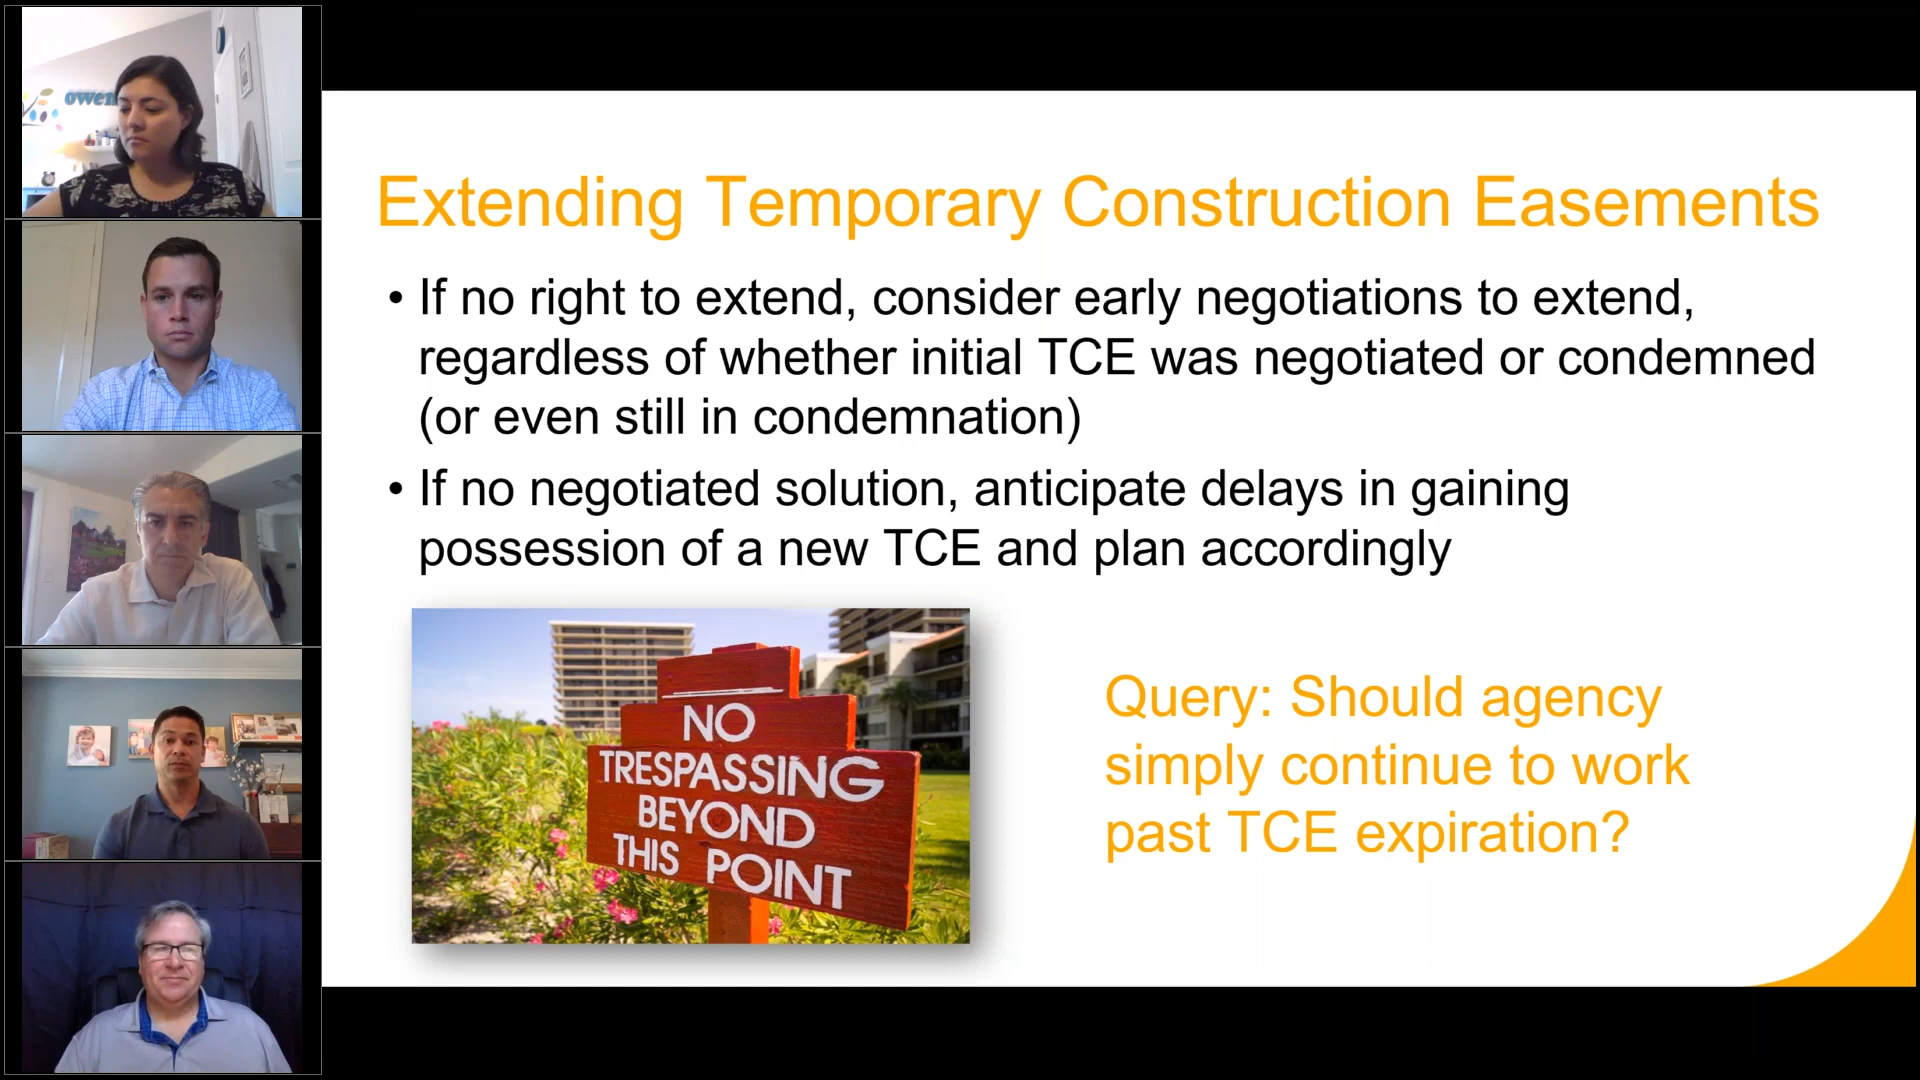 owen
Extending Temporary Construction Easements
• If no right to extend, consider early negotiations to extend,
regardless of whether initial TCE was negotiated or condemned
(or even still in condemnation)
• If no negotiated solution, anticipate delays in gaining
possession of a new TCE and plan accordingly
NO
TRESPASSING
BEYOND
THIS POINT
Query: Should agency
simply continue to work
past TCE expiration?